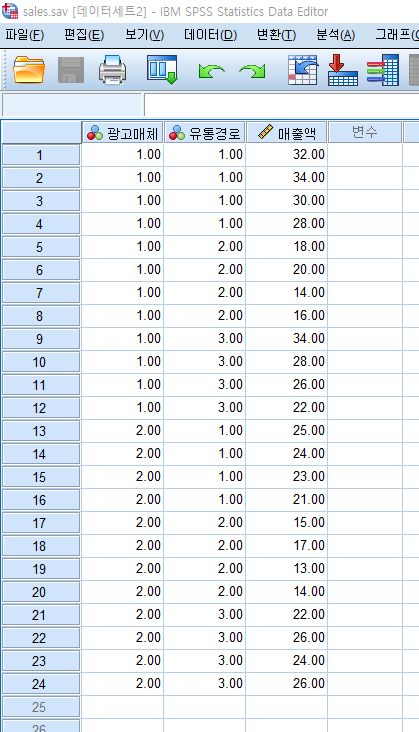 sales.sav [데이터세트2] - IBM SPSS Statistics Data Editor
파일(F) 편집(E) 보기(V) 데이터(D) 변환(T) 분석(A) 그래프(
광고매체 유통경로 매출액 변수
1 1.00 1.00 32.00
2 1.00 1.00 34.00
3 1.00 1.00 30.00
4 1.00 1.00 28.00
5 1.00 2.00 18.00
6 1.00 2.00 20.00
7 1.00 2.00 14.00
8 1.00 2.00 16.00
9 1.00 3.00 34.00
10 1.00 3.00 28.00
11 1.00 3.00 26.00
12 1.00 3.00 22.00
13 2.00 1.00 25.00
14 2.00 1.00 24.00
15 2.00 1.00 23.00
16 2.00 1.00 21.00
17 2.00 2.00 15.00
18 2.00 2.00 17.00
19 2.00 2.00 13.00
20 2.00 2.00 14.00
21 2.00 3.00 22.00
22 2.00 3.00 26.00
23 2.00 3.00 24.00
24 2.00 3.00 26.00
25
26